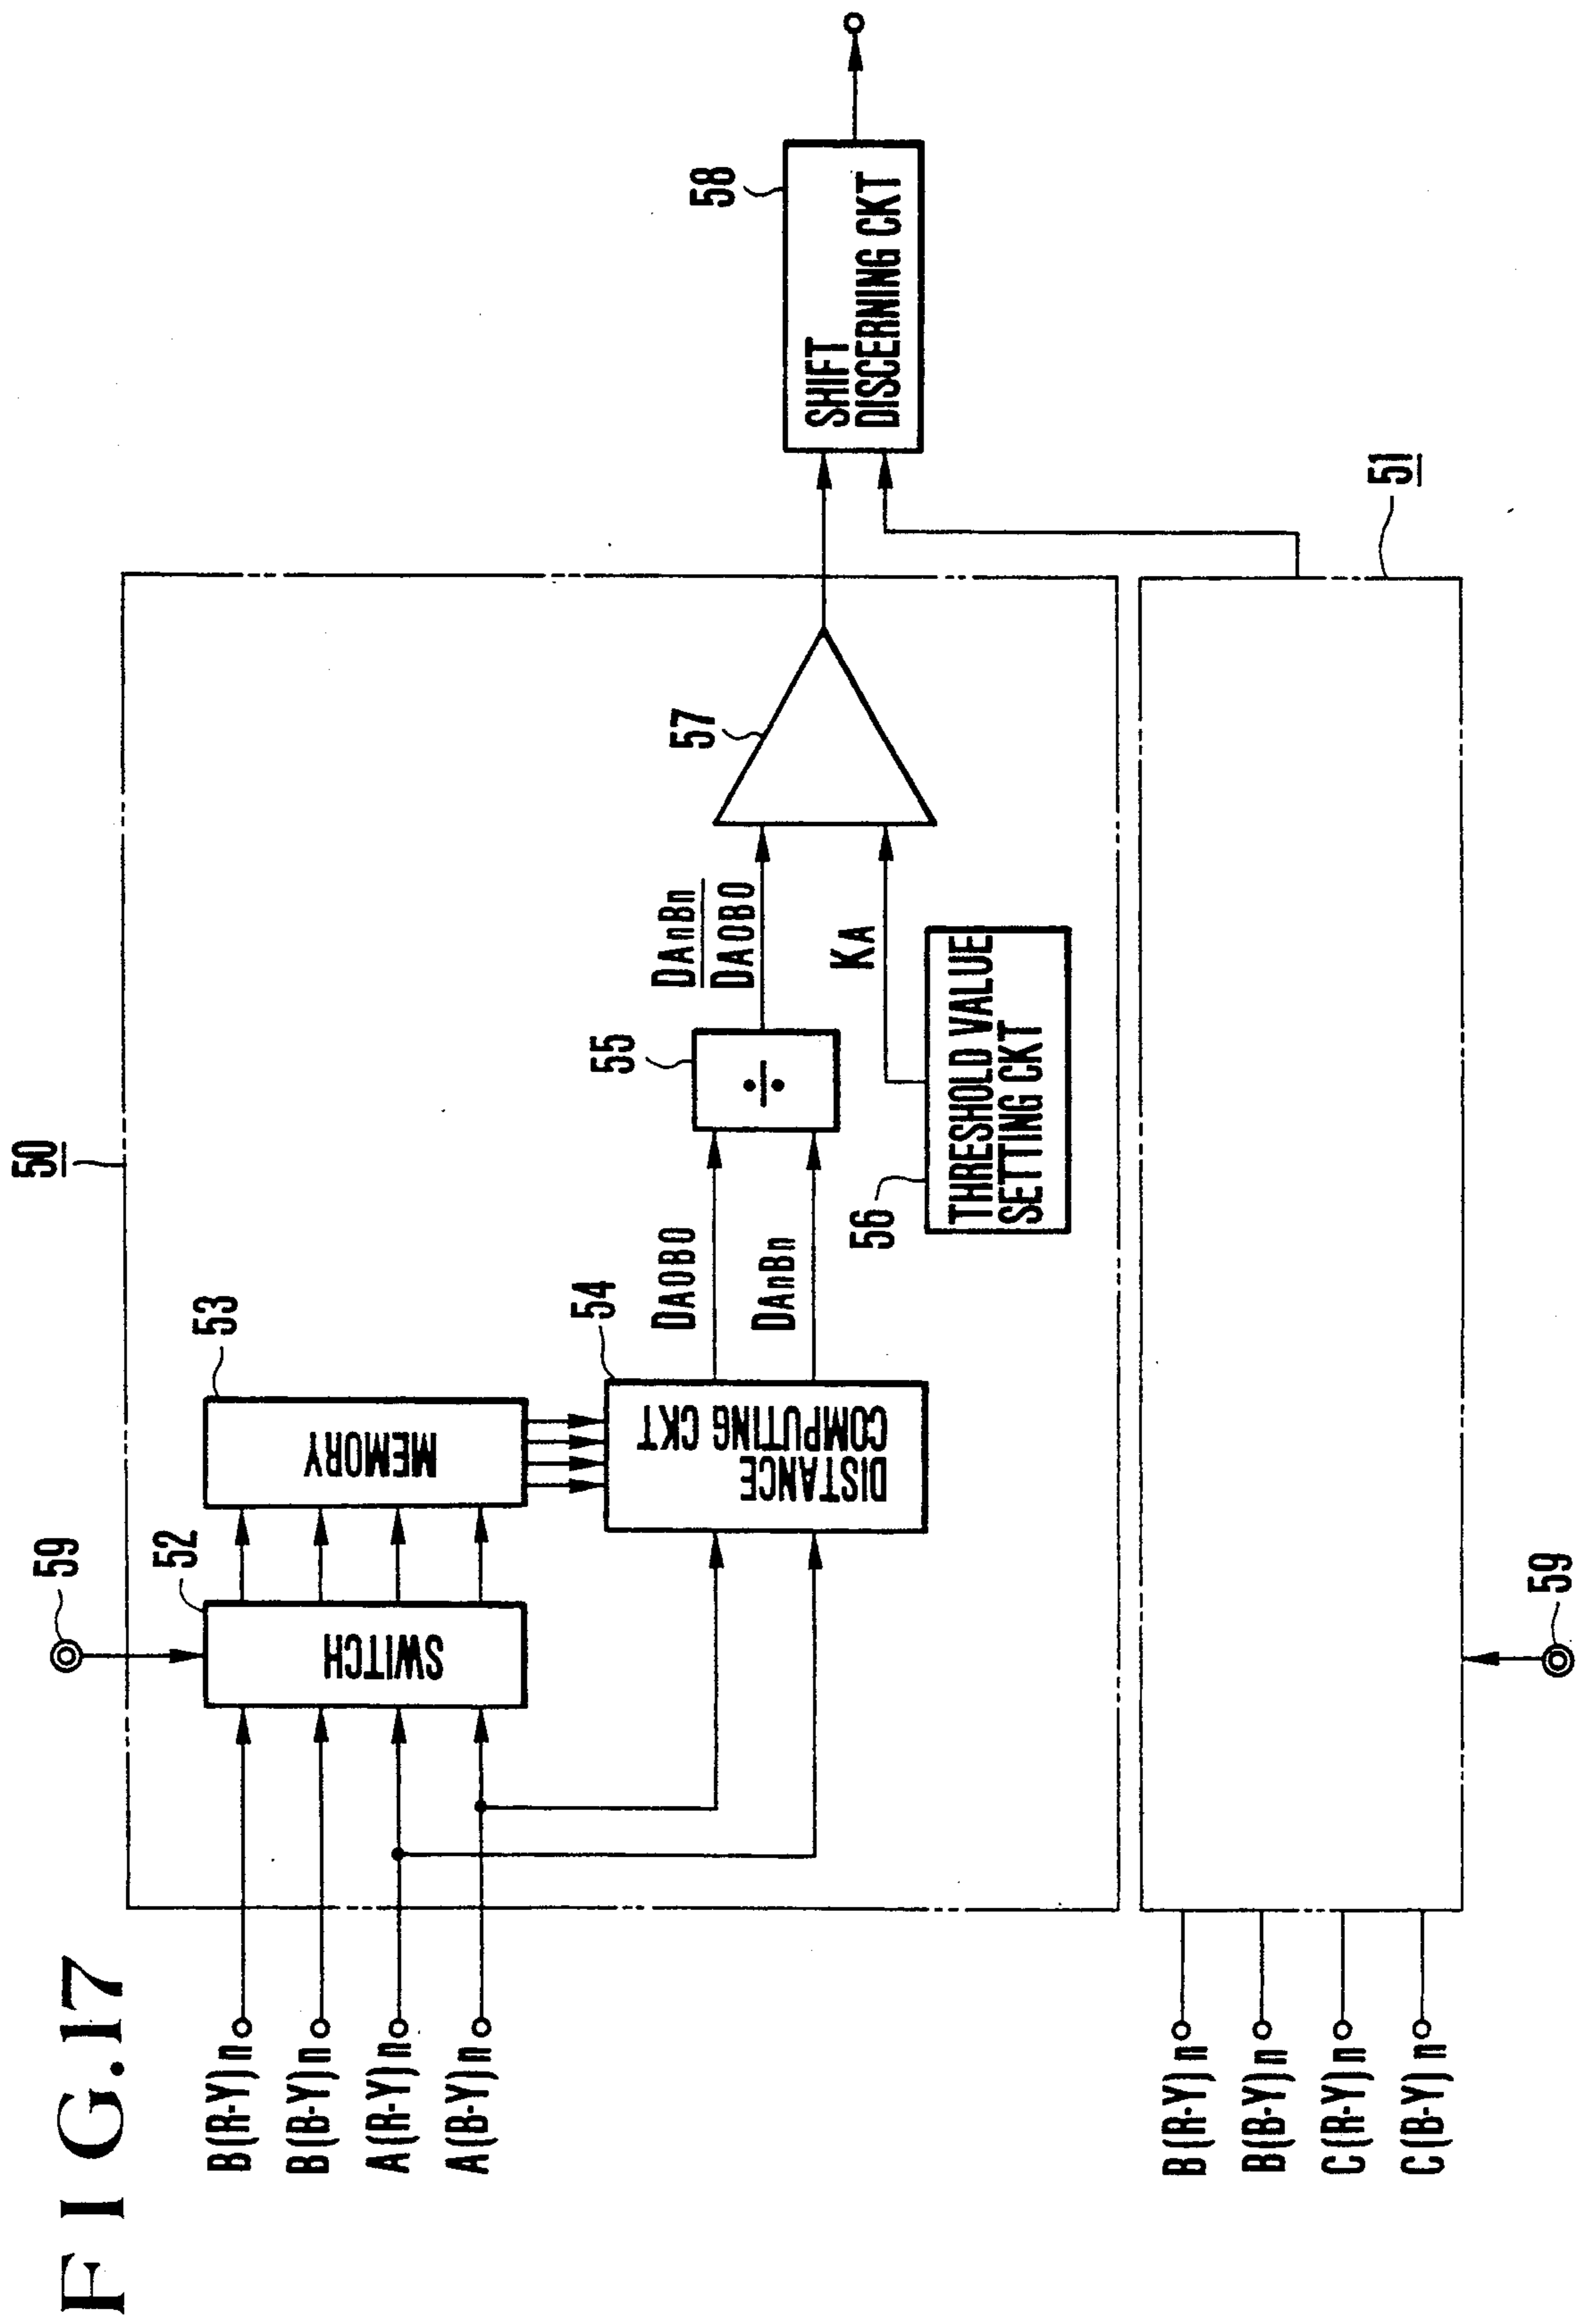 FIG.17
50
59
52
SWITCH
53
MEMORY
54
DISTANCE
COMPUTING CKT
B(R-Y)n
B(B-Y)n
A(R-Y)n
A(B-Y)n
DA0B0
DAnBn
55
÷
DAnBn
DA0B0
KA
56
THRESHOLD VALUE
SETTING CKT
57
58
SHIFT
DISCERNING CKT
51
B(R-Y)n
B(B-Y)n
C(R-Y)n
C(B-Y)n
59